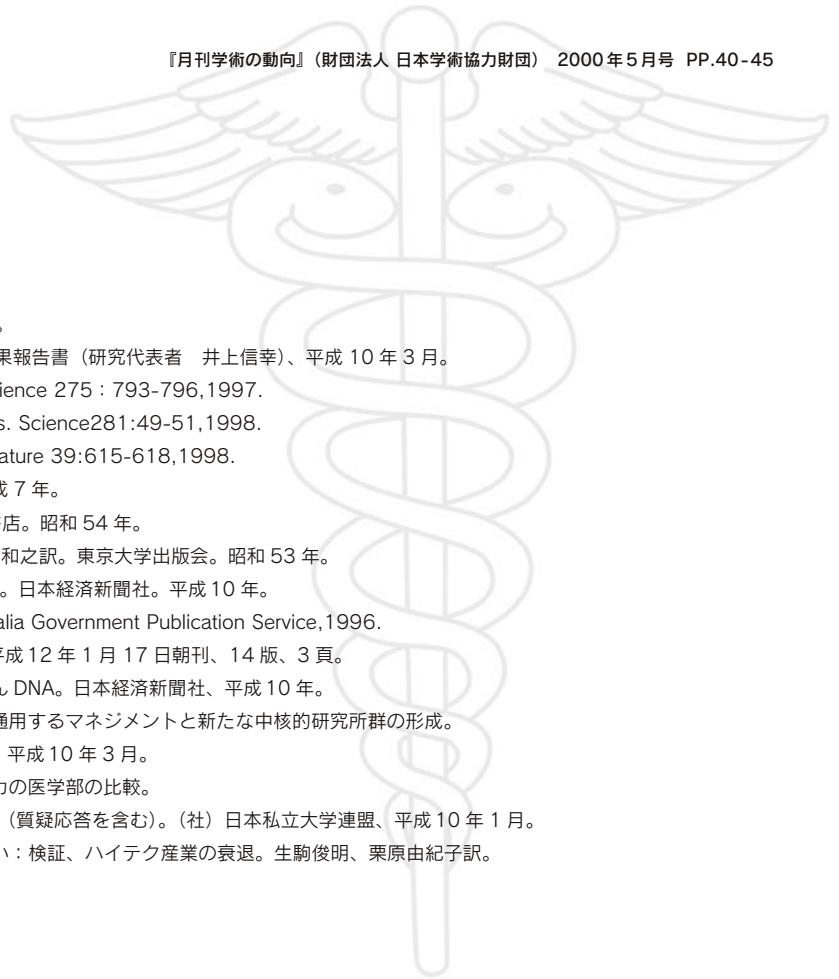 『月刊学術の動向』（財団法人 日本学術協力財団） 2000年5月号 PP.40-45
。
果報告書（研究代表者　井上信幸）、平成 10 年 3 月。
ience 275：793-796,1997.
s. Science281:49-51,1998.
ature 39:615-618,1998.
成 7 年。
店。昭和 54 年。
和之訳。東京大学出版会。昭和 53 年。
。日本経済新聞社。平成 10 年。
alia Government Publication Service,1996.
平成 12 年 1 月 17 日朝刊、14 版、3 頁。
ん DNA。日本経済新聞社、平成 10 年。
通用するマネジメントと新たな中核的研究所群の形成。
平成 10 年 3 月。
カの医学部の比較。
（質疑応答を含む）。（社）日本私立大学連盟、平成 10 年 1 月。
い：検証、ハイテク産業の衰退。生駒俊明、栗原由紀子訳。